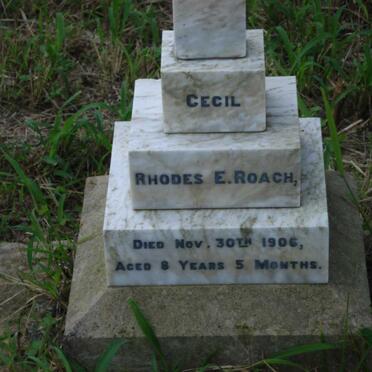 CECIL
RHODES E. ROACH,
DIED NOV. 30TH 1906,
AGED 8 YEARS 5 MONTHS.